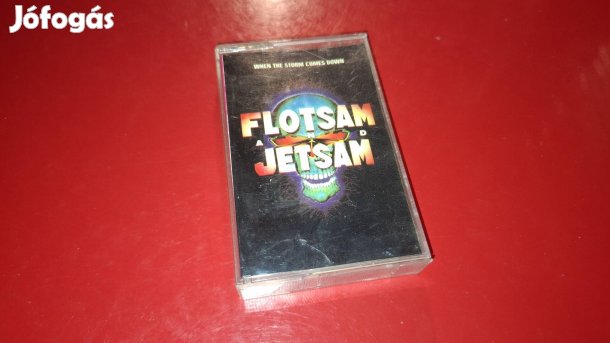 Jófogás
WHEN THE STORM COMES DOWN
FLOTSAM
AND
JETSAM